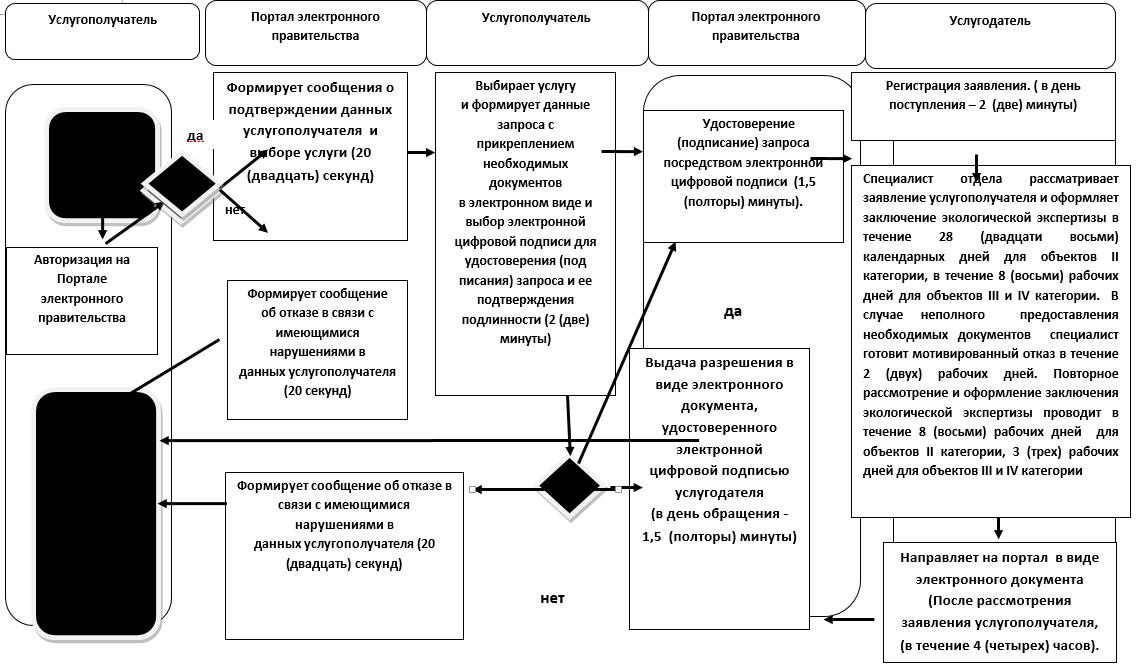 Услугополучатель
Портал электронного
правительства
Услугополучатель
Портал электронного
правительства
Услугодатель
да
нет
Авторизация на
Портале
электронного
правительства
Формирует сообщения о
подтверждении данных
услугополучателя и
выборе услуги (20
(двадцать) секунд)
Формирует сообщение
об отказе в связи с
имеющимися
нарушениями в
данных услугополучателя
(20 секунд)
Формирует сообщение об отказе в
связи с имеющимися
нарушениями в
данных услугополучателя (20
(двадцать) секунд)
Выбирает услугу
и формирует данные
запроса с
прикреплением
необходимых
документов
в электронном виде и
выбор электронной
цифровой подписи для
удостоверения (под
писания) запроса и ее
подтверждения
подлинности (2 (две)
минуты)
нет
Удостоверение
(подписание) запроса
посредством электронной
цифровой подписи (1,5
(полторы) минуты).
да
Выдача разрешения в
виде электронного
документа,
удостоверенного
электронной
цифровой подписью
услугодателя
(в день обращения -
1,5 (полторы) минуты)
Регистрация заявления. ( в день
поступления – 2 (две) минуты)
Специалист отдела рассматривает
заявление услугополучателя и оформляет
заключение экологической экспертизы в
течение 28 (двадцати восьми)
календарных дней для объектов II
категории, в течение 8 (восьми) рабочих
дней для объектов III и IV категории. В
случае неполного предоставления
необходимых документов специалист
готовит мотивированный отказ в течение
2 (двух) рабочих дней. Повторное
рассмотрение и оформление заключения
экологической экспертизы проводит в
течение 8 (восьми) рабочих дней для
объектов II категории, 3 (трех) рабочих
дней для объектов III и IV категории
Направляет на портал в виде
электронного документа
(После рассмотрения
заявления услугополучателя,
(в течение 4 (четырех) часов).